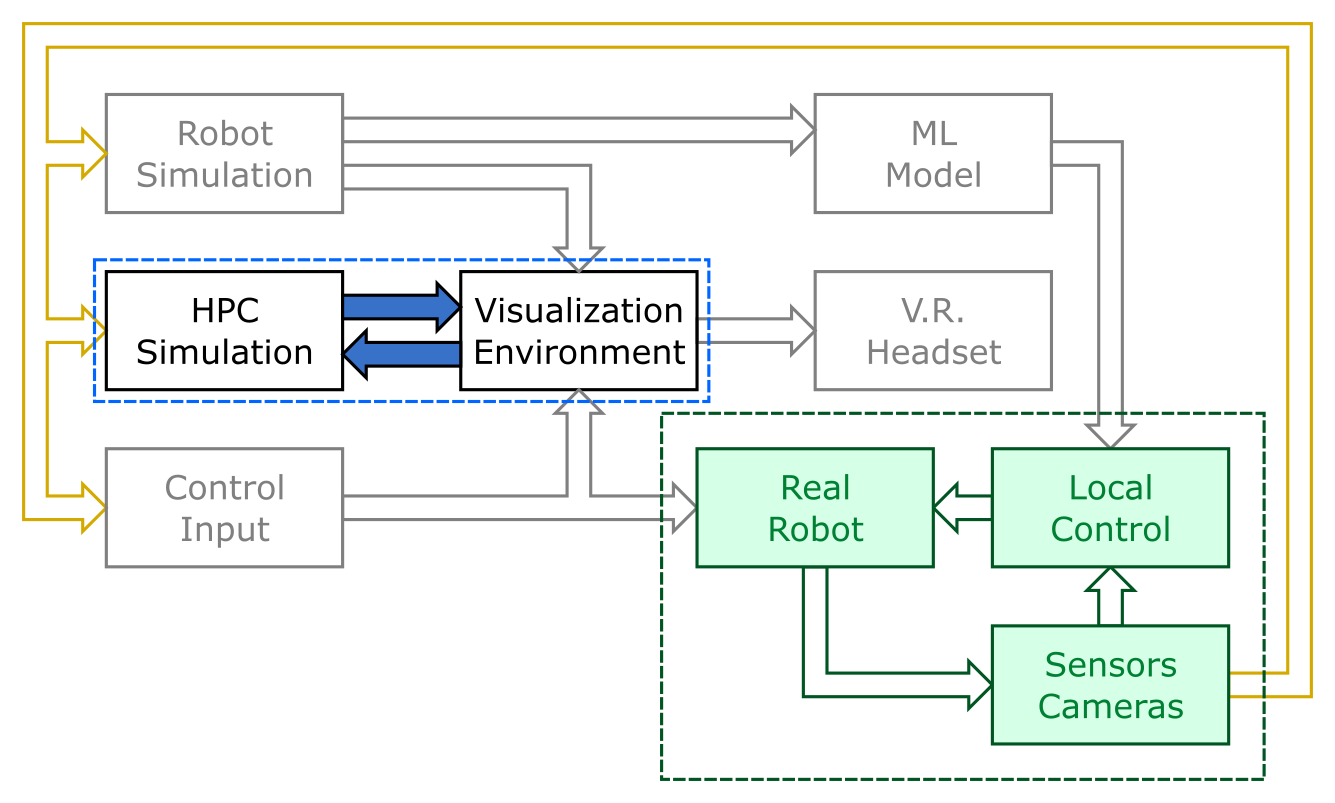 Robot
Simulation
ML
Model
HPC
Simulation
Visualization
Environment
V.R.
Headset
Control
Input
Real
Robot
Local
Control
Sensors
Cameras